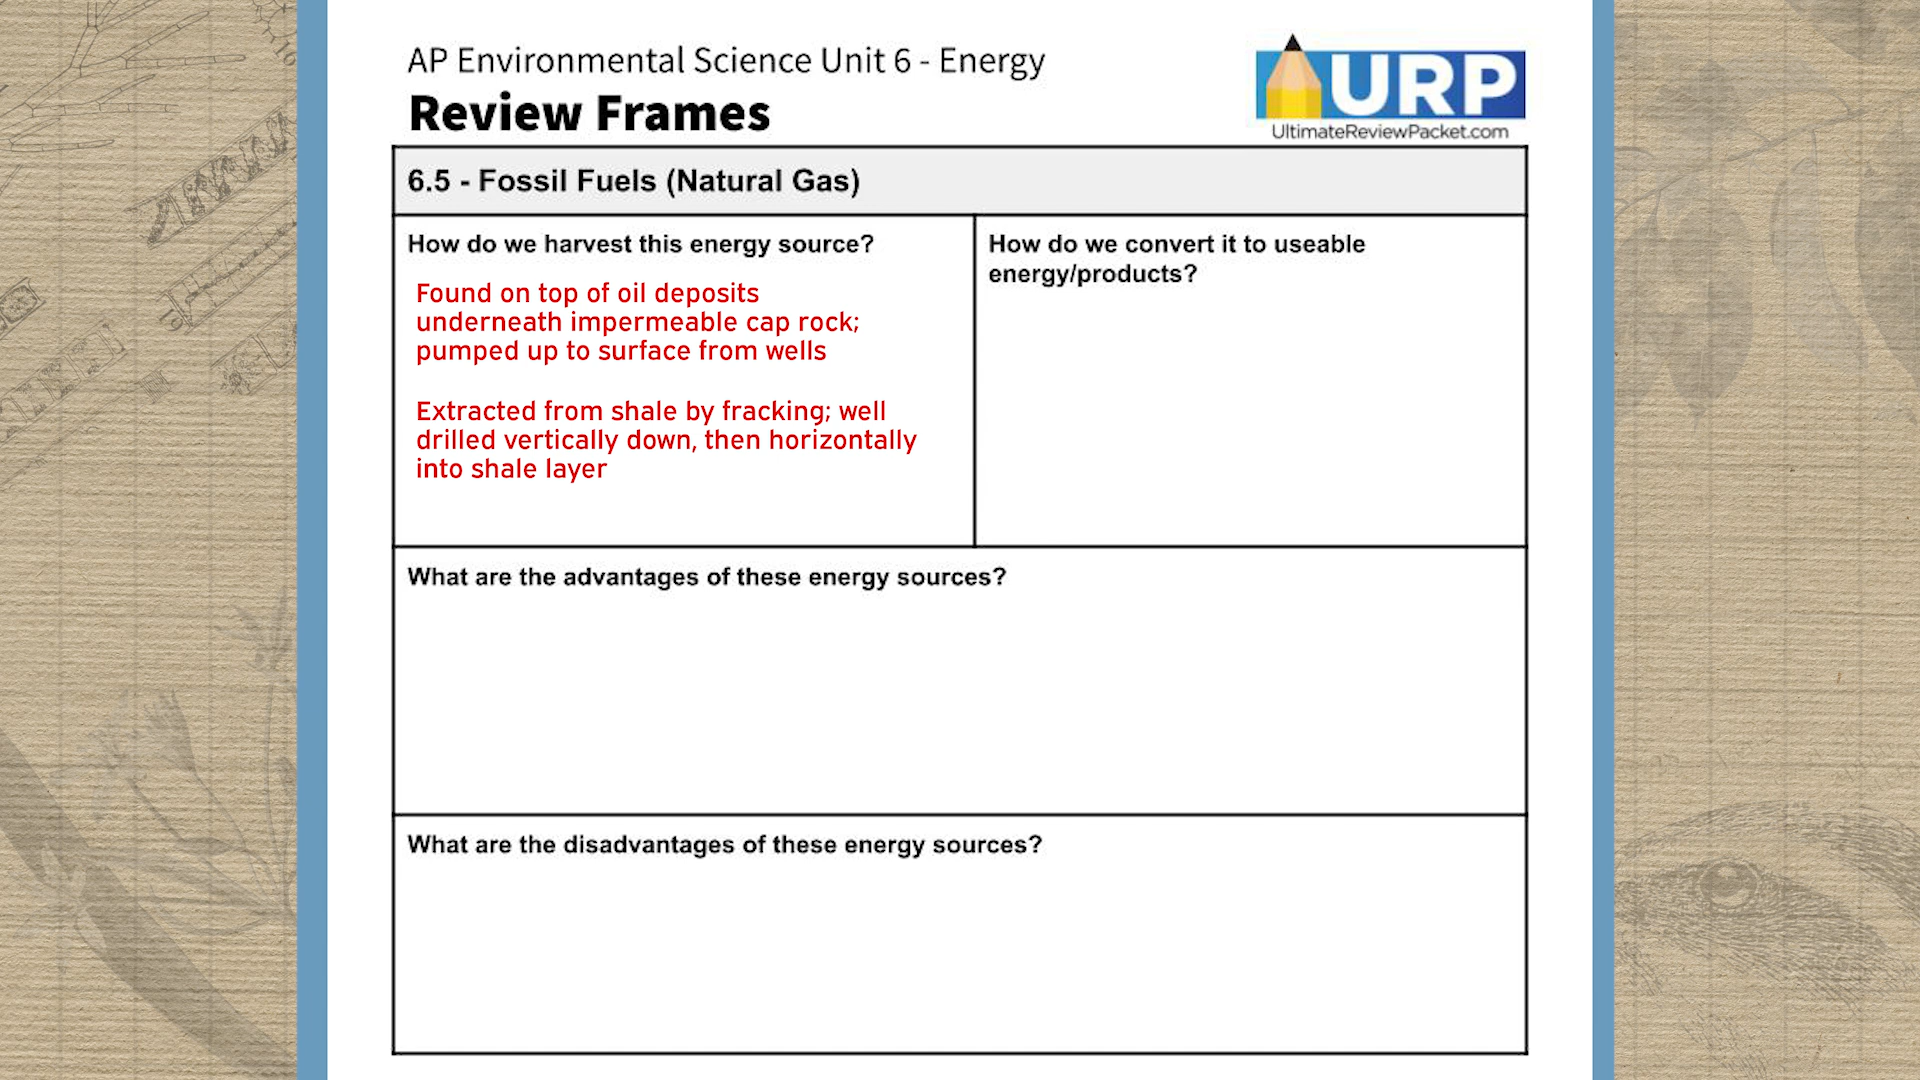 AP Environmental Science Unit 6 - Energy
Review Frames
URP
UltimateReviewPacket.com
6.5 - Fossil Fuels (Natural Gas)
How do we harvest this energy source?
Found on top of oil deposits
underneath impermeable cap rock;
pumped up to surface from wells
Extracted from shale by fracking; well
drilled vertically down, then horizontally
into shale layer
How do we convert it to useable
energy/products?
What are the advantages of these energy sources?
What are the disadvantages of these energy sources?